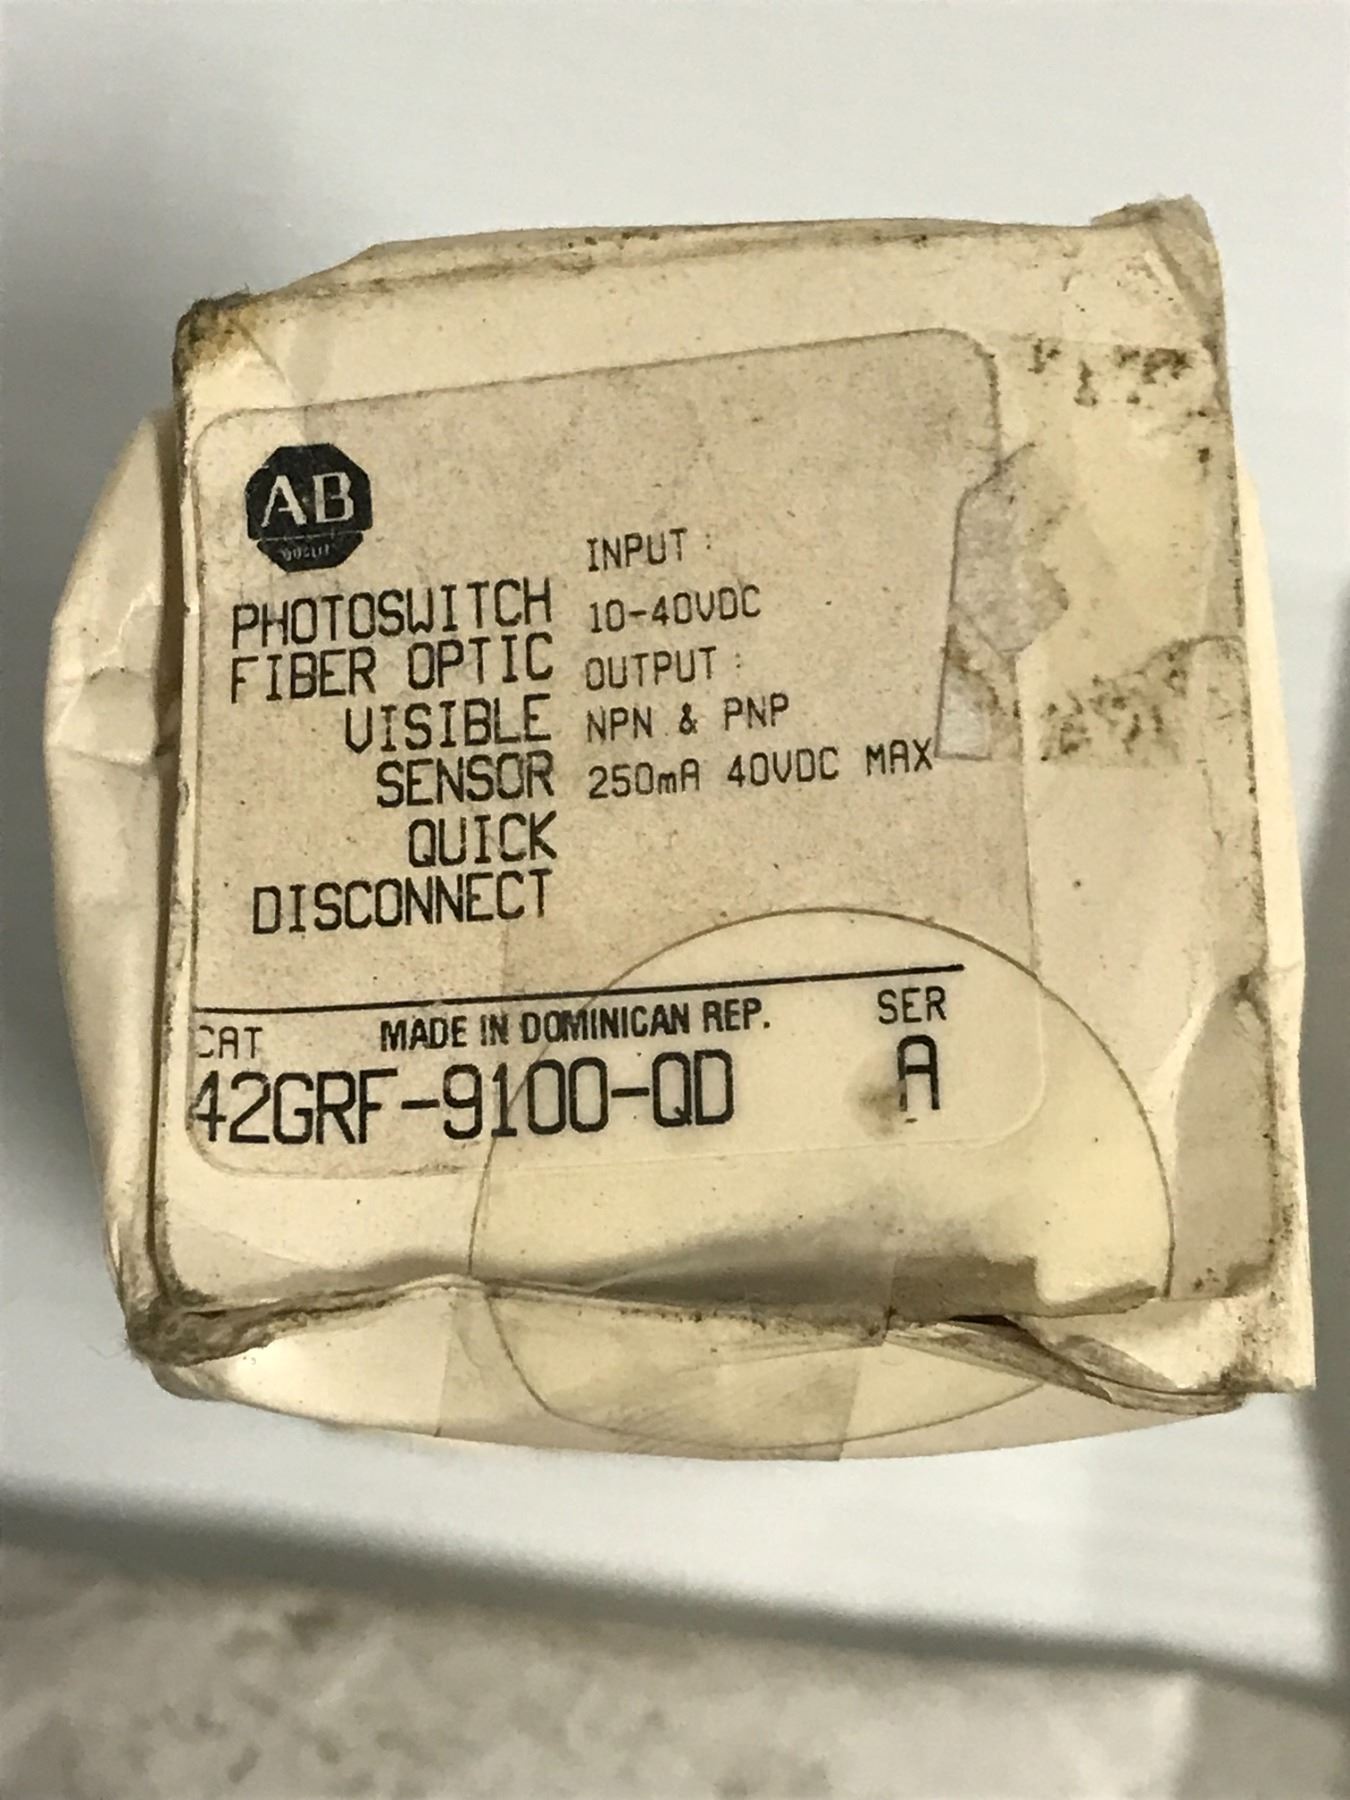 AB
QUALITY
PHOTOSWITCH
FIBER OPTIC
VISIBLE
SENSOR
QUICK
DISCONNECT
INPUT :
10-40VDC
OUTPUT :
NPN & PNP
250mA 40VDC MAX
CAT MADE IN DOMINICAN REP. SER
42GRF-9100-QD A